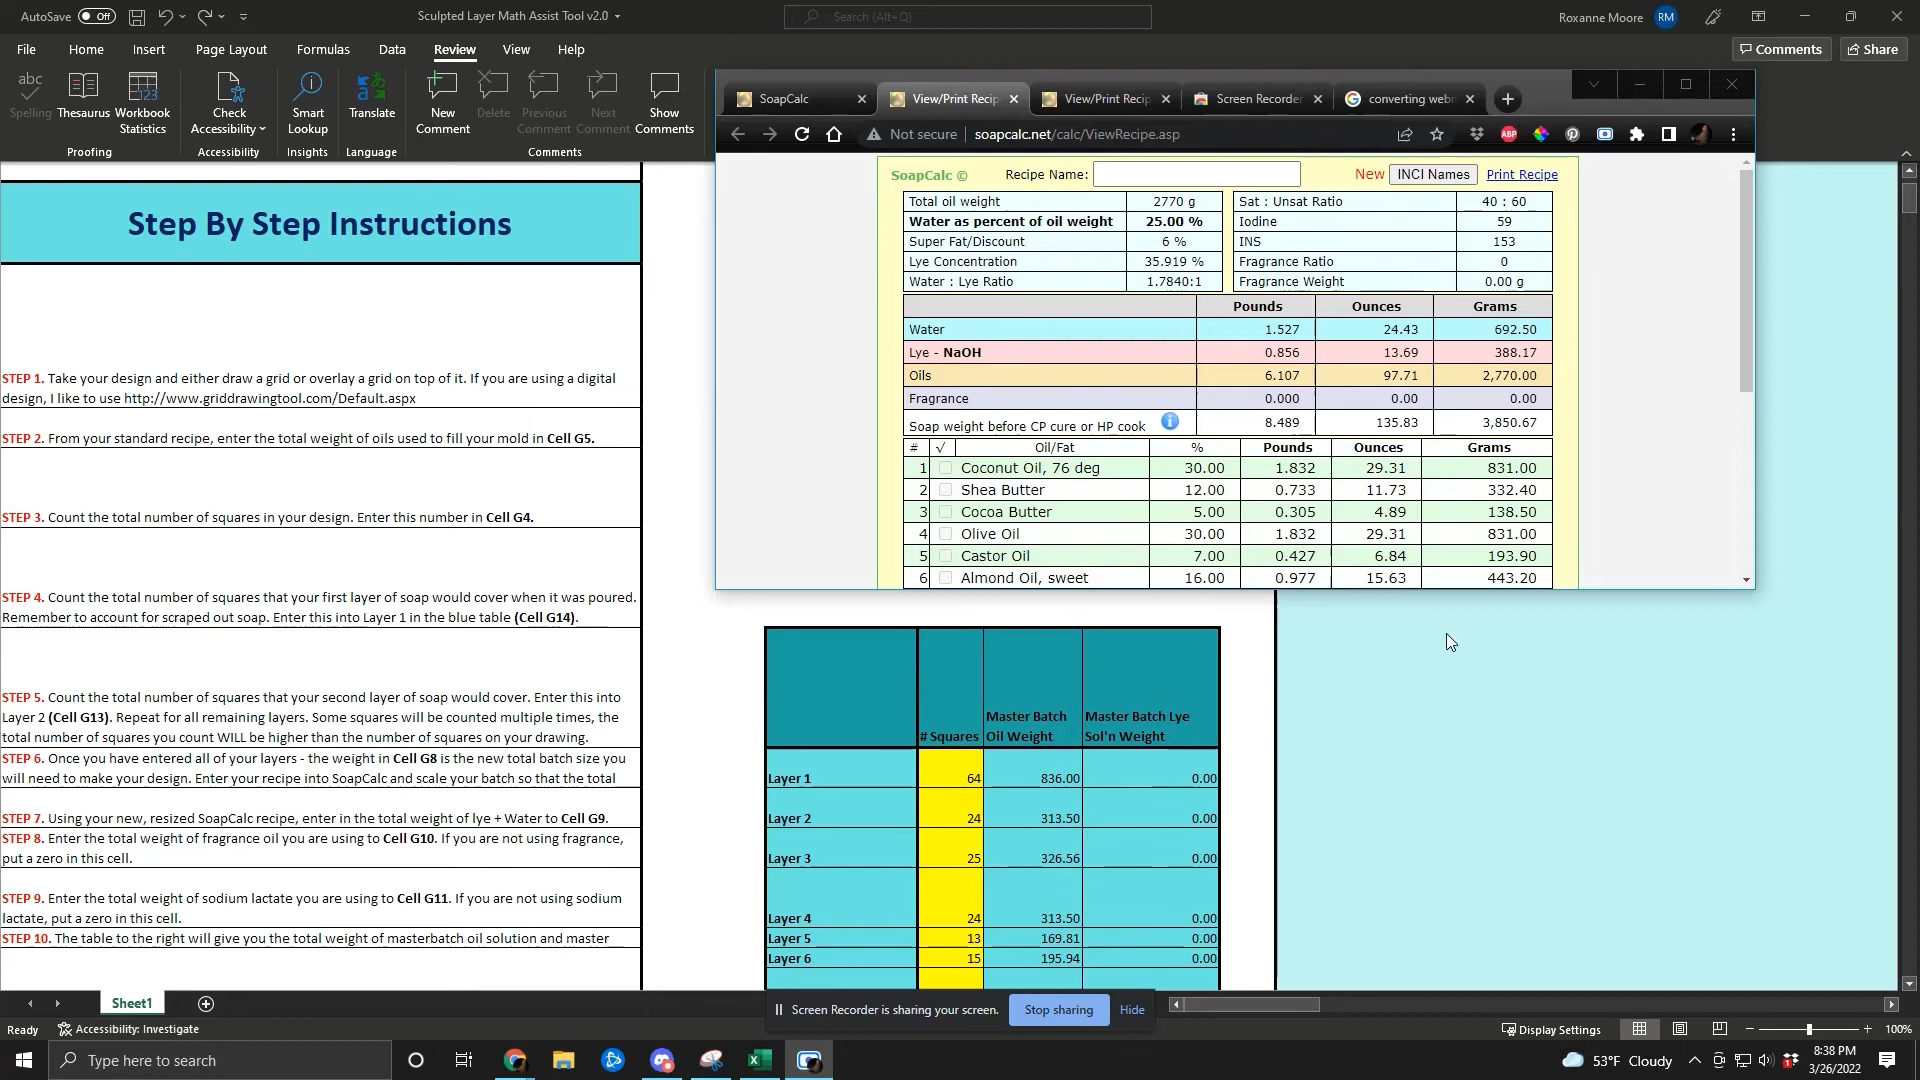 AutoSave Off
Sculpted Layer Math Assist Tool v2.0
Search (Alt+Q)
Roxanne Moore RM
File Home Insert Page Layout Formulas Data Review View Help
Comments Share
abc
Spelling Thesaurus Workbook Statistics
Check Accessibility
Smart Lookup
Translate
New Comment
Delete
Previous Comment
Next Comment
Show Comments
Proofing Accessibility Insights Language Comments
SoapCalc
View/Print Recip
View/Print Recip
Screen Recorder
converting webm
Not secure soapcalc.net/calc/ViewRecipe.asp
ABP
SoapCalc © Recipe Name: New INCI Names Print Recipe
Total oil weight 2770 g Sat : Unsat Ratio 40 : 60
Water as percent of oil weight 25.00 % Iodine 59
Super Fat/Discount 6 % INS 153
Lye Concentration 35.919 % Fragrance Ratio 0
Water : Lye Ratio 1.7840:1 Fragrance Weight 0.00 g
Pounds Ounces Grams
Water 1.527 24.43 692.50
Lye - NaOH 0.856 13.69 388.17
Oils 6.107 97.71 2,770.00
Fragrance 0.000 0.00 0.00
Soap weight before CP cure or HP cook i 8.489 135.83 3,850.67
# √ Oil/Fat % Pounds Ounces Grams
1 Coconut Oil, 76 deg 30.00 1.832 29.31 831.00
2 Shea Butter 12.00 0.733 11.73 332.40
3 Cocoa Butter 5.00 0.305 4.89 138.50
4 Olive Oil 30.00 1.832 29.31 831.00
5 Castor Oil 7.00 0.427 6.84 193.90
6 Almond Oil, sweet 16.00 0.977 15.63 443.20
Step By Step Instructions
STEP 1. Take your design and either draw a grid or overlay a grid on top of it. If you are using a digital
design, I like to use http://www.griddrawingtool.com/Default.aspx
STEP 2. From your standard recipe, enter the total weight of oils used to fill your mold in Cell G5.
STEP 3. Count the total number of squares in your design. Enter this number in Cell G4.
STEP 4. Count the total number of squares that your first layer of soap would cover when it was poured.
Remember to account for scraped out soap. Enter this into Layer 1 in the blue table (Cell G14).
STEP 5. Count the total number of squares that your second layer of soap would cover. Enter this into
Layer 2 (Cell G13). Repeat for all remaining layers. Some squares will be counted multiple times, the
total number of squares you count WILL be higher than the number of squares on your drawing.
STEP 6. Once you have entered all of your layers - the weight in Cell G8 is the new total batch size you
will need to make your design. Enter your recipe into SoapCalc and scale your batch so that the total
STEP 7. Using your new, resized SoapCalc recipe, enter in the total weight of lye + Water to Cell G9.
STEP 8. Enter the total weight of fragrance oil you are using to Cell G10. If you are not using fragrance,
put a zero in this cell.
STEP 9. Enter the total weight of sodium lactate you are using to Cell G11. If you are not using sodium
lactate, put a zero in this cell.
STEP 10. The table to the right will give you the total weight of masterbatch oil solution and master
# Squares Master Batch Oil Weight Master Batch Lye Sol'n Weight
Layer 1 64 836.00 0.00
Layer 2 24 313.50 0.00
Layer 3 25 326.56 0.00
Layer 4 24 313.50 0.00
Layer 5 13 169.81 0.00
Layer 6 15 195.94 0.00
Sheet1
Screen Recorder is sharing your screen. Stop sharing Hide
Ready Accessibility: Investigate
Display Settings 100%
Type here to search
53°F Cloudy
8:38 PM
3/26/2022